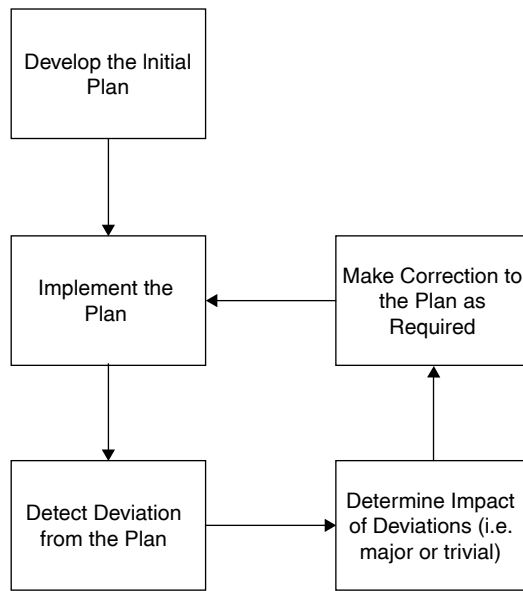 Develop the Initial
Plan
Implement the
Plan
Make Correction to
the Plan as
Required
Detect Deviation
from the Plan
Determine Impact
of Deviations (i.e.
major or trivial)